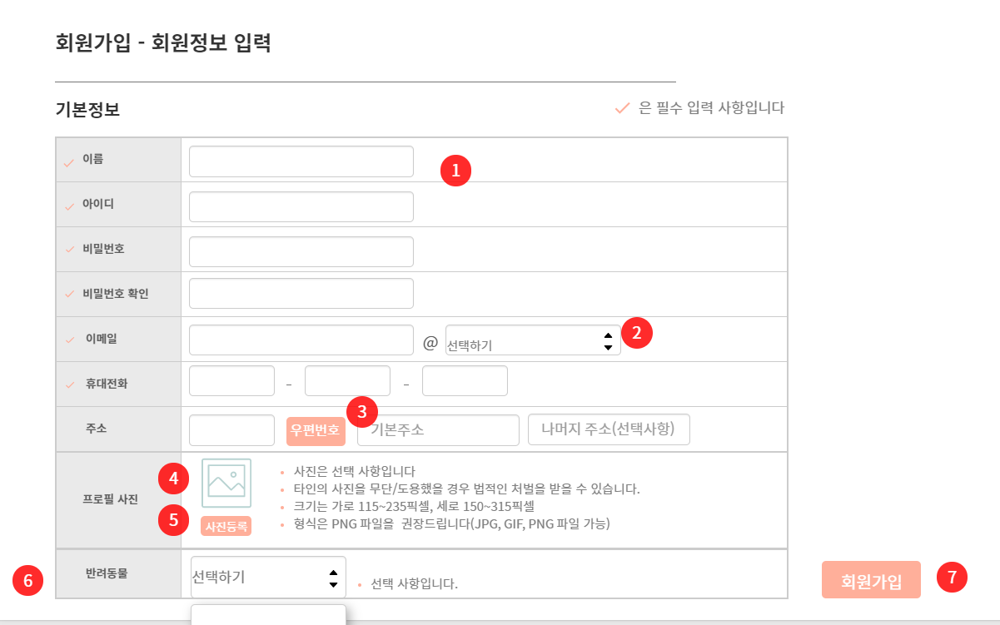 회원가입 - 회원정보 입력
기본정보
은 필수 입력 사항입니다
이름
1
아이디
비밀번호
비밀번호 확인
이메일 @ 선택하기 2
휴대전화 - -
주소 우편번호 3 기본주소 나머지 주소(선택사항)
프로필 사진 4
5 사진등록
• 사진은 선택 사항입니다
• 타인의 사진을 무단/도용했을 경우 법적인 처벌을 받을 수 있습니다.
• 크기는 가로 115~235픽셀, 세로 150~315픽셀
• 형식은 PNG 파일을 권장드립니다(JPG, GIF, PNG 파일 가능)
6 반려동물 선택하기 • 선택 사항입니다.
회원가입 7